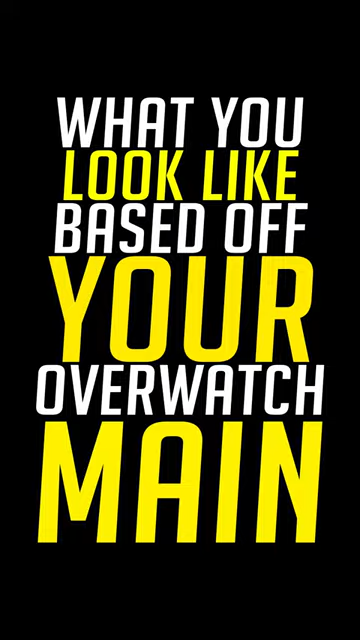 WHAT YOU
LOOK LIKE
BASED OFF
YOUR
OVERWATCH
MAIN